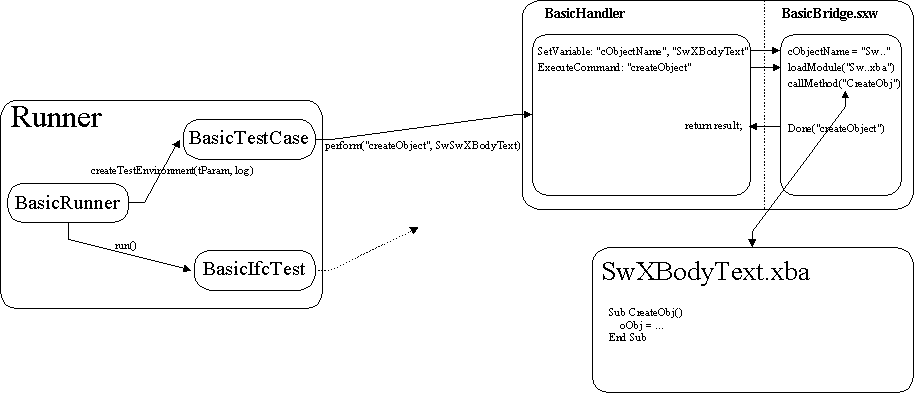 BasicHandler
BasicBridge.sxw
SetVariable: "cObjectName", "SwXBodyText"
cObjectName = "Sw.."
ExecuteCommand: "createObject"
loadModule("Sw..xba")
callMethod("CreateObj")
return result;
Done("createObject")
Runner
BasicTestCase
perform("createObject", SwSwXBodyText)
createTestEnvironment(tParam, log)
BasicRunner
run()
BasicIfcTest
SwXBodyText.xba
Sub CreateObj()
oObj = ...
End Sub